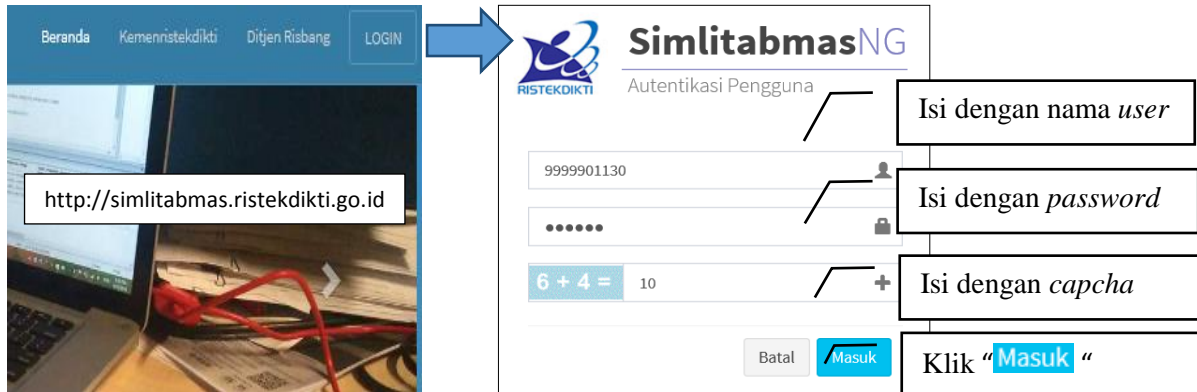 Beranda Kemenristekdikti Ditjen Risbang LOGIN
http://simlitabmas.ristekdikti.go.id
RISTEKDIKTI
SimlitabmasNG
Autentikasi Pengguna
Isi dengan nama user
9999901130
Isi dengan password
••••••
6 + 4 = 10
Isi dengan capcha
Batal Masuk
Klik “Masuk “